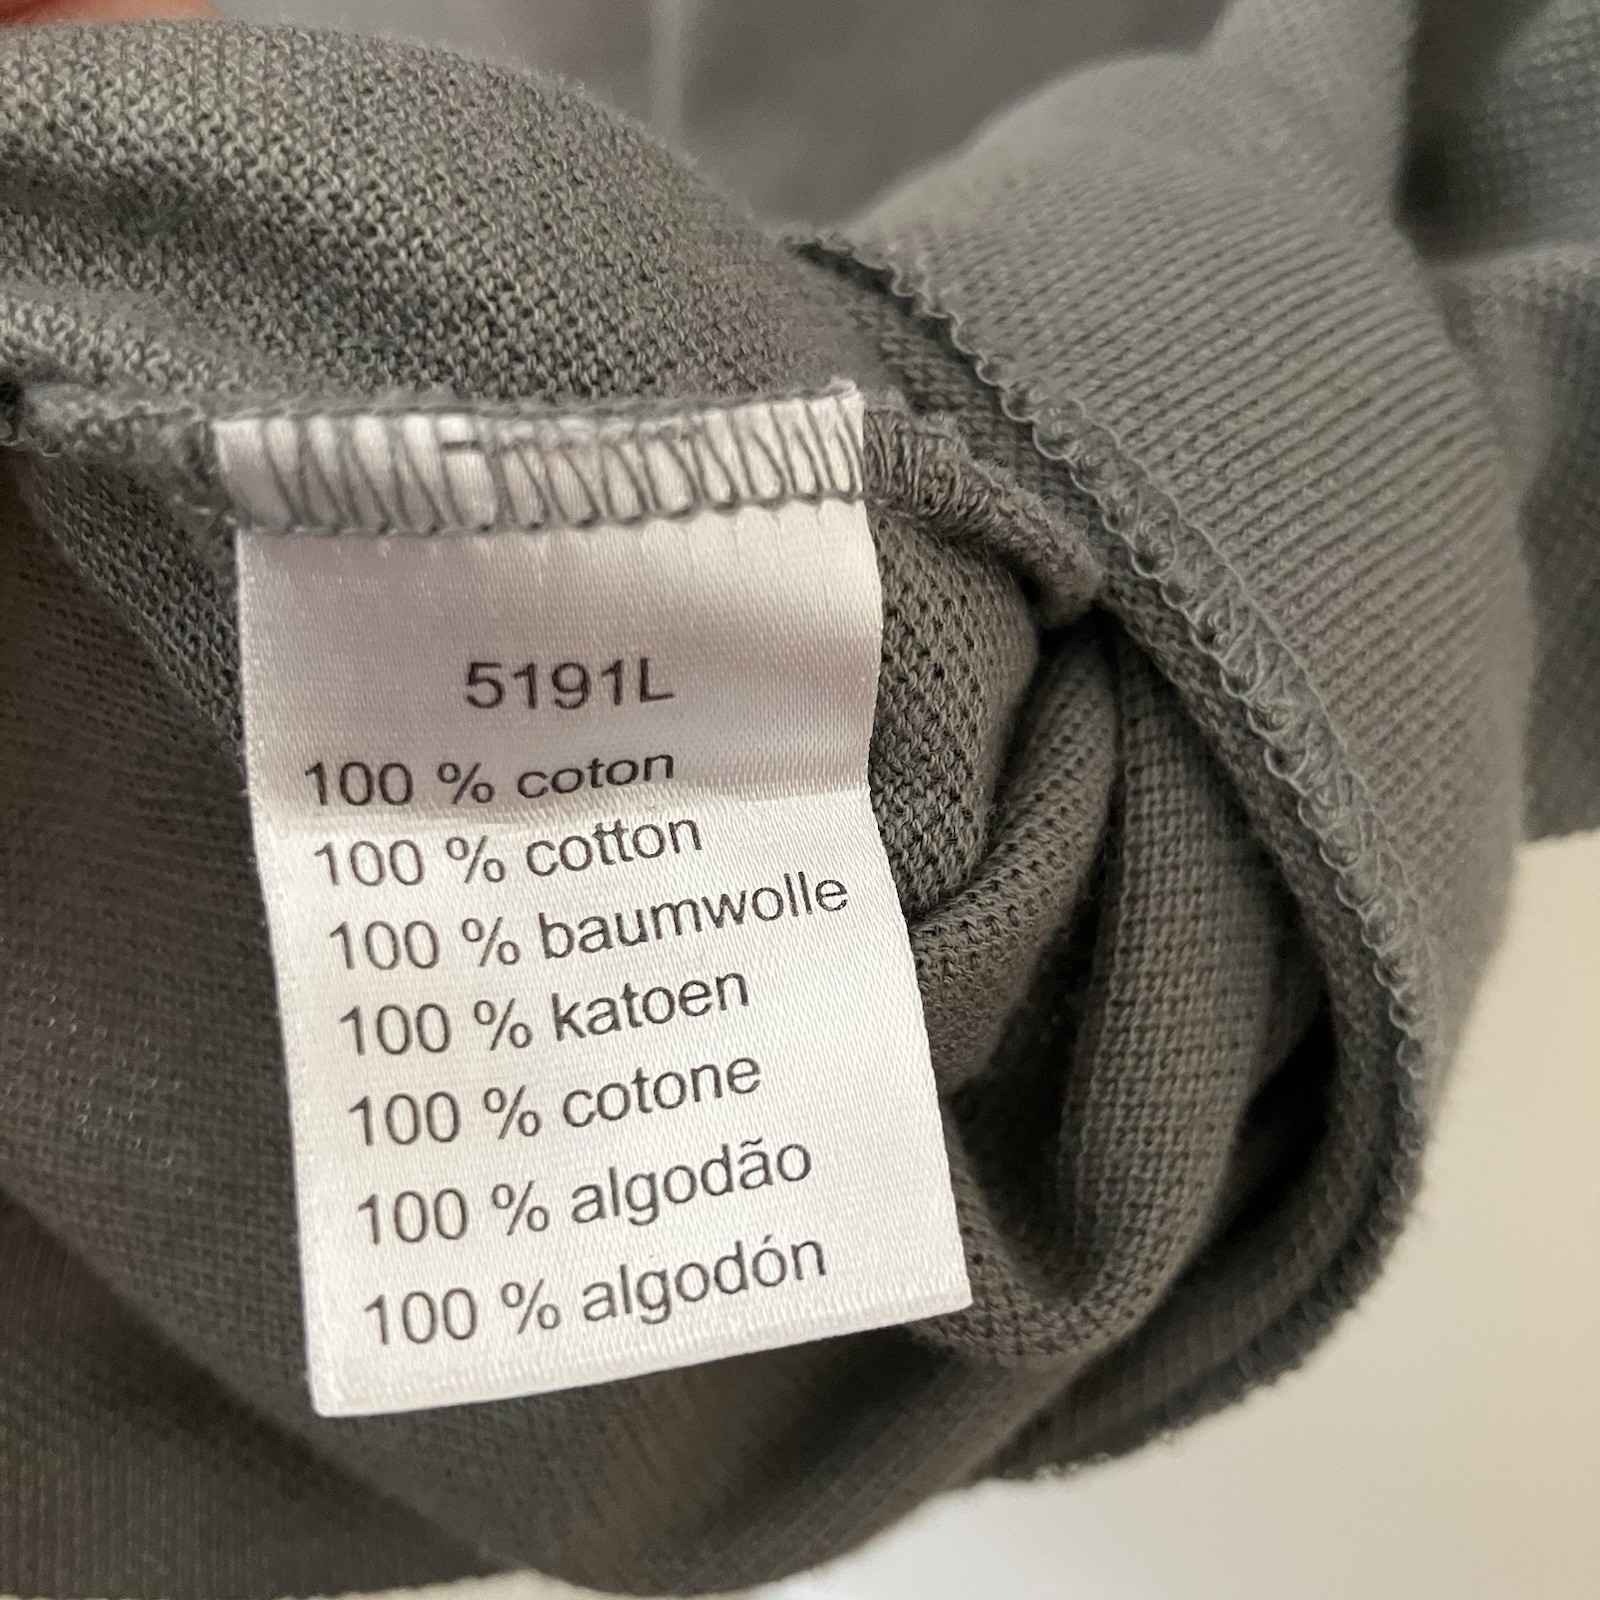 5191L
100 % coton
100 % cotton
100 % baumwolle
100 % katoen
100 % cotone
100 % algodão
100 % algodón